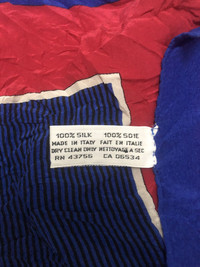 100% SILK 100% SOIE
MADE IN ITALY FAIT EN ITALIE
DRY CLEAN ONLY NETTOYAGE A SEC
RN 43756 CA 06534